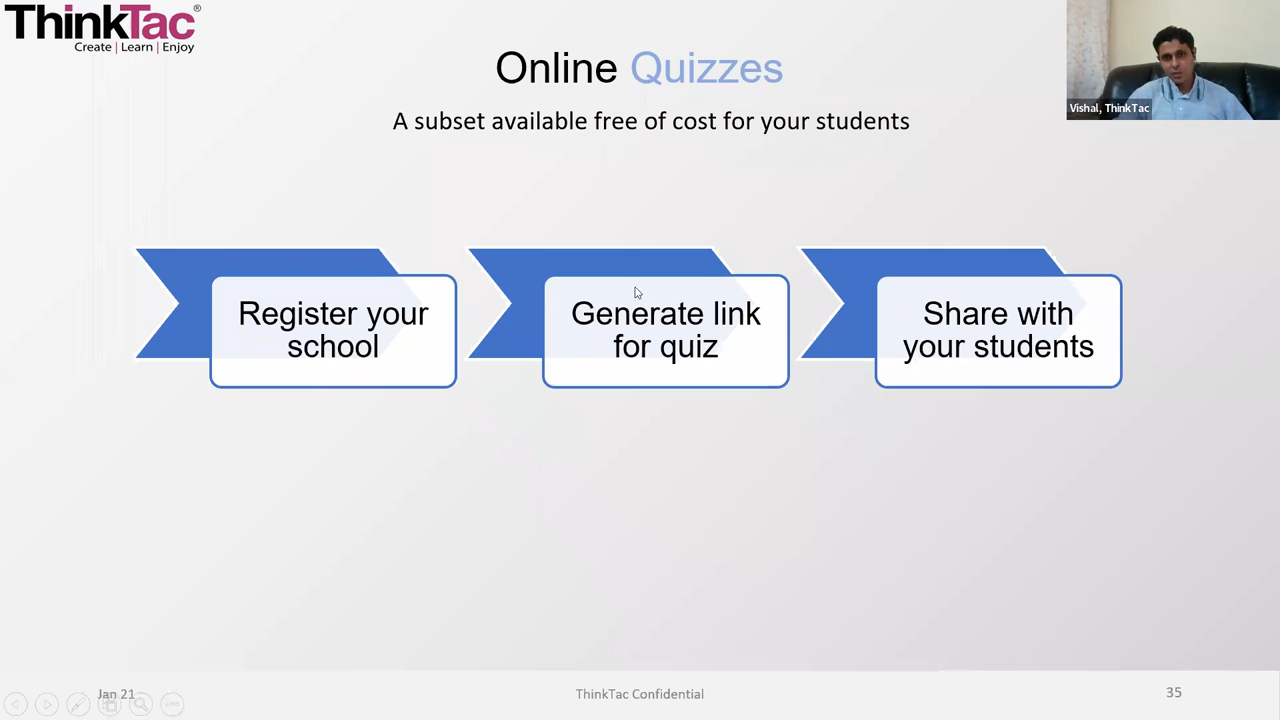 ThinkTac®
Create | Learn | Enjoy
Online Quizzes
A subset available free of cost for your students
Vishal, ThinkTac
Register your
school
Generate link
for quiz
Share with
your students
Jan 21
ThinkTac Confidential
35